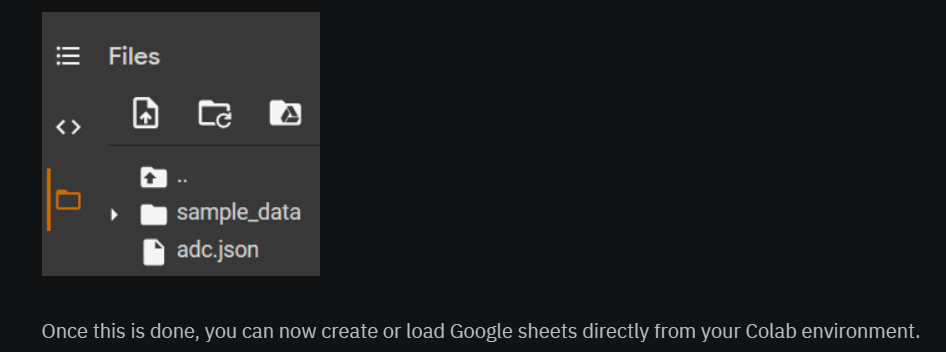 Files
..
sample_data
adc.json
Once this is done, you can now create or load Google sheets directly from your Colab environment.